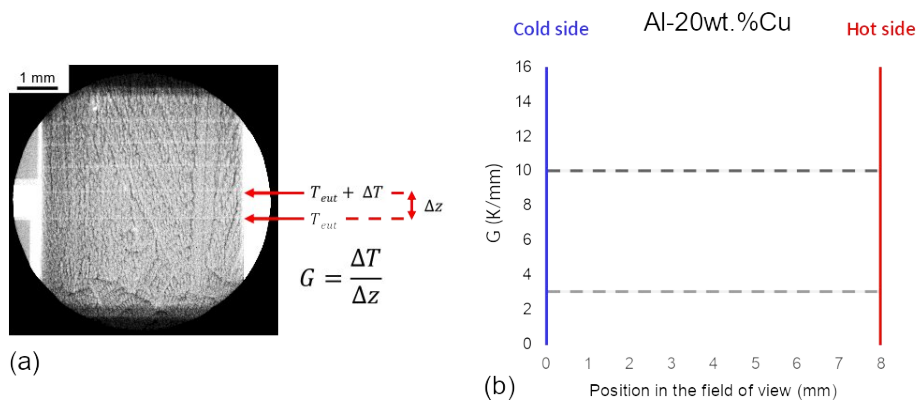 1 mm
T_eut + ΔT
Δz
T_eut
G = ΔT / Δz
(a)
Al-20wt.%Cu
Cold side
Hot side
16
14
12
10
8
6
4
2
0
G (K/mm)
0 1 2 3 4 5 6 7 8
Position in the field of view (mm)
(b)